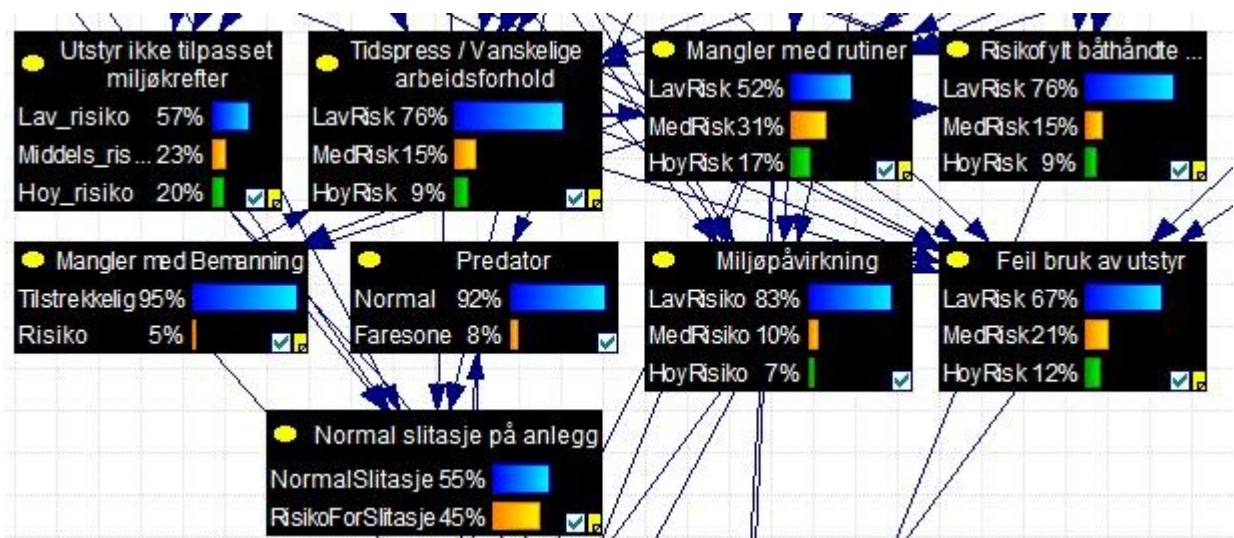 Utstyr ikke tilpasset
miljøkrefter
Lav_risiko 57%
Middels_ris... 23%
Hoy_risiko 20%
Tidspress / Vanskelige
arbeidsforhold
LavRisk 76%
MedRisk 15%
HoyRisk 9%
Mangler med rutiner
LavRisk 52%
MedRisk 31%
HoyRisk 17%
Risikofylt båthåndte ...
LavRisk 76%
MedRisk 15%
HoyRisk 9%
Mangler med Bemanning
Tilstrekkelig 95%
Risiko 5%
Predator
Normal 92%
Faresone 8%
Miljøpåvirkning
LavRisiko 83%
MedRisiko 10%
HoyRisiko 7%
Feil bruk av utstyr
LavRisk 67%
MedRisk 21%
HoyRisk 12%
Normal slitasje på anlegg
NormalSlitasje 55%
RisikoForSlitasje 45%